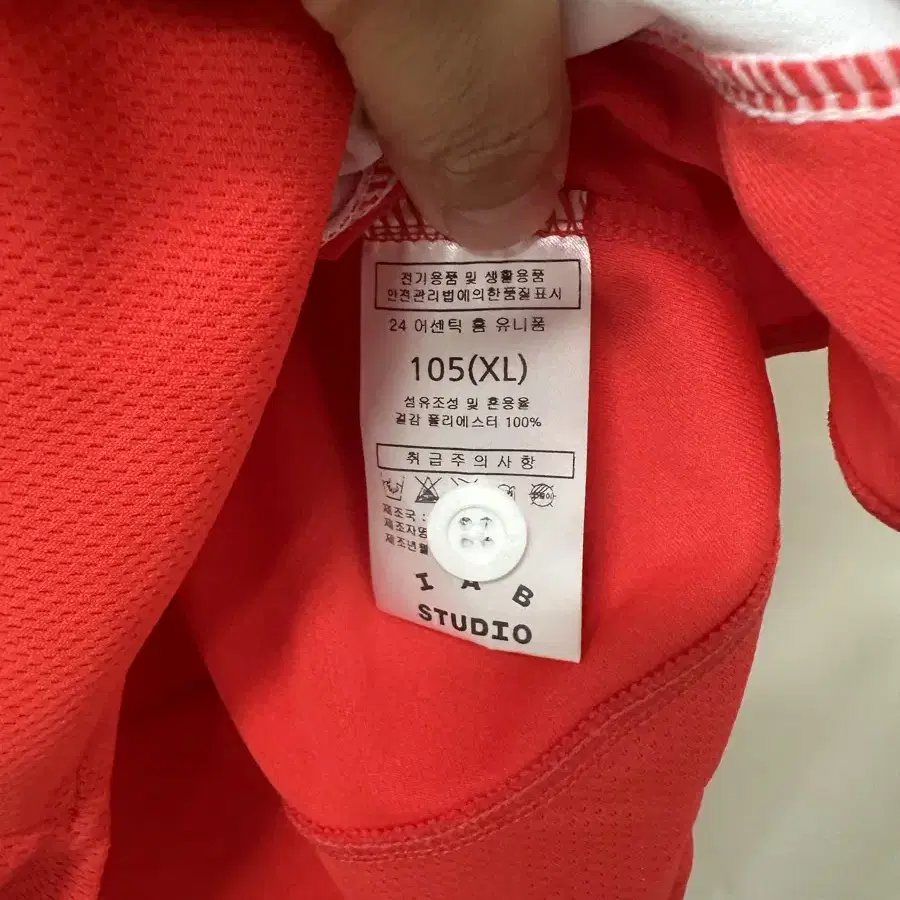 전기용품 및 생활용품
안전관리법에의한품질표시
24 어센틱 홈 유니폼
105(XL)
섬유조성 및 혼용율
겉감 폴리에스터 100%
취급주의사항
제조국 :
제조자명
제조년월
IAB
STUDIO